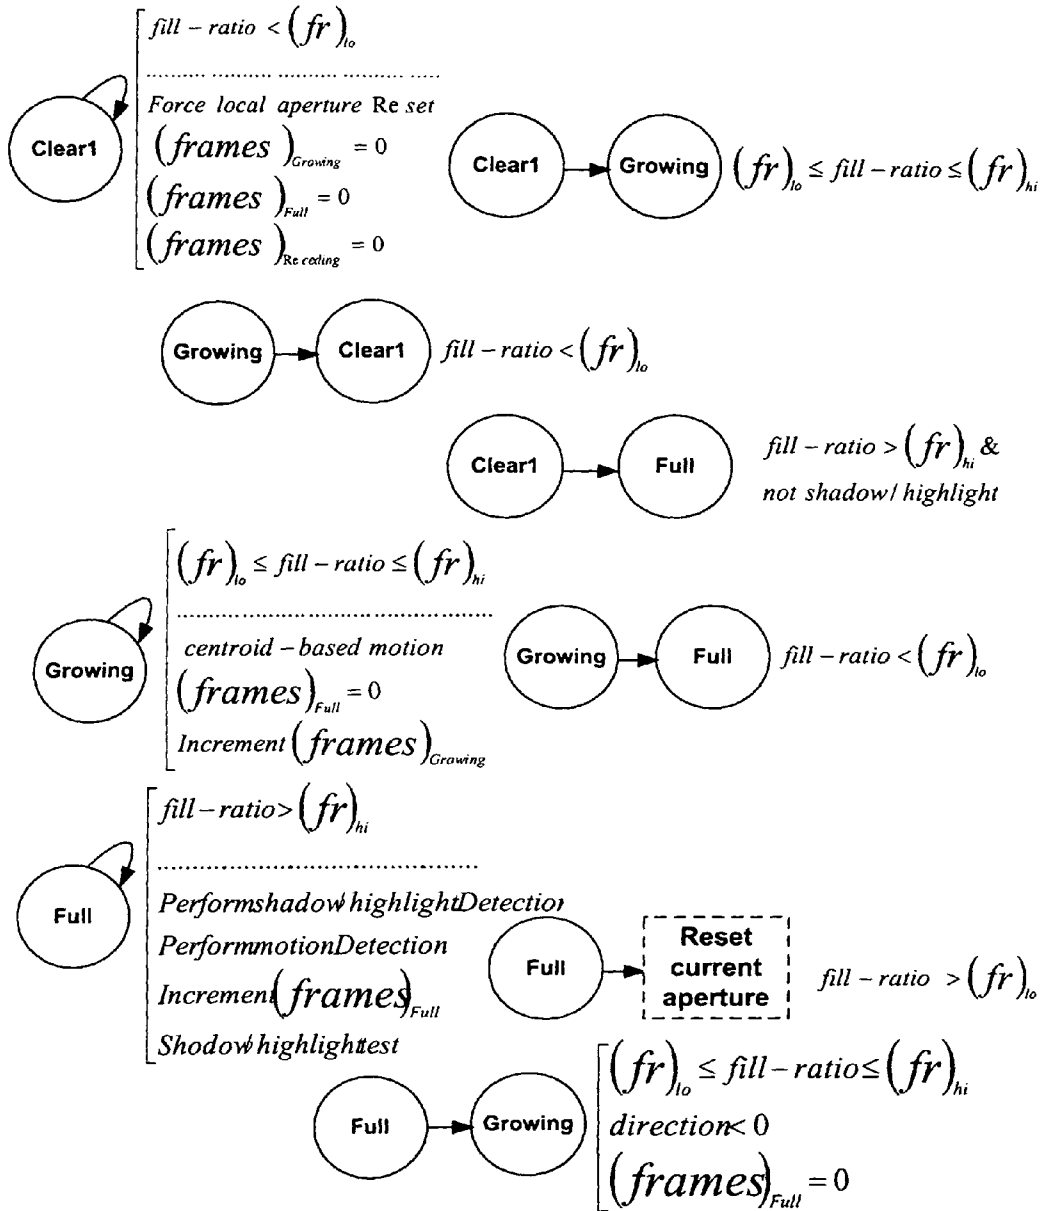 fill – ratio < (fr)lo
Clear1
Force local aperture Re set
(frames)Growing = 0
(frames)Full = 0
(frames)Re ceding = 0
Clear1 Growing (fr)lo ≤ fill – ratio ≤ (fr)hi
Growing Clear1 fill – ratio < (fr)lo
Clear1 Full fill – ratio > (fr)hi &
not shadow / highlight
(fr)lo ≤ fill – ratio ≤ (fr)hi
Growing
centroid – based motion
(frames)Full = 0
Increment (frames)Growing
Growing Full fill – ratio < (fr)lo
fill – ratio > (fr)hi
Full
Performshadow/highlightDetection
PerformmotionDetection
Increment(frames)Full
Shodow/highlighttest
Full Reset current aperture fill – ratio > (fr)lo
Full Growing
(fr)lo ≤ fill – ratio ≤ (fr)hi
direction< 0
(frames)Full = 0